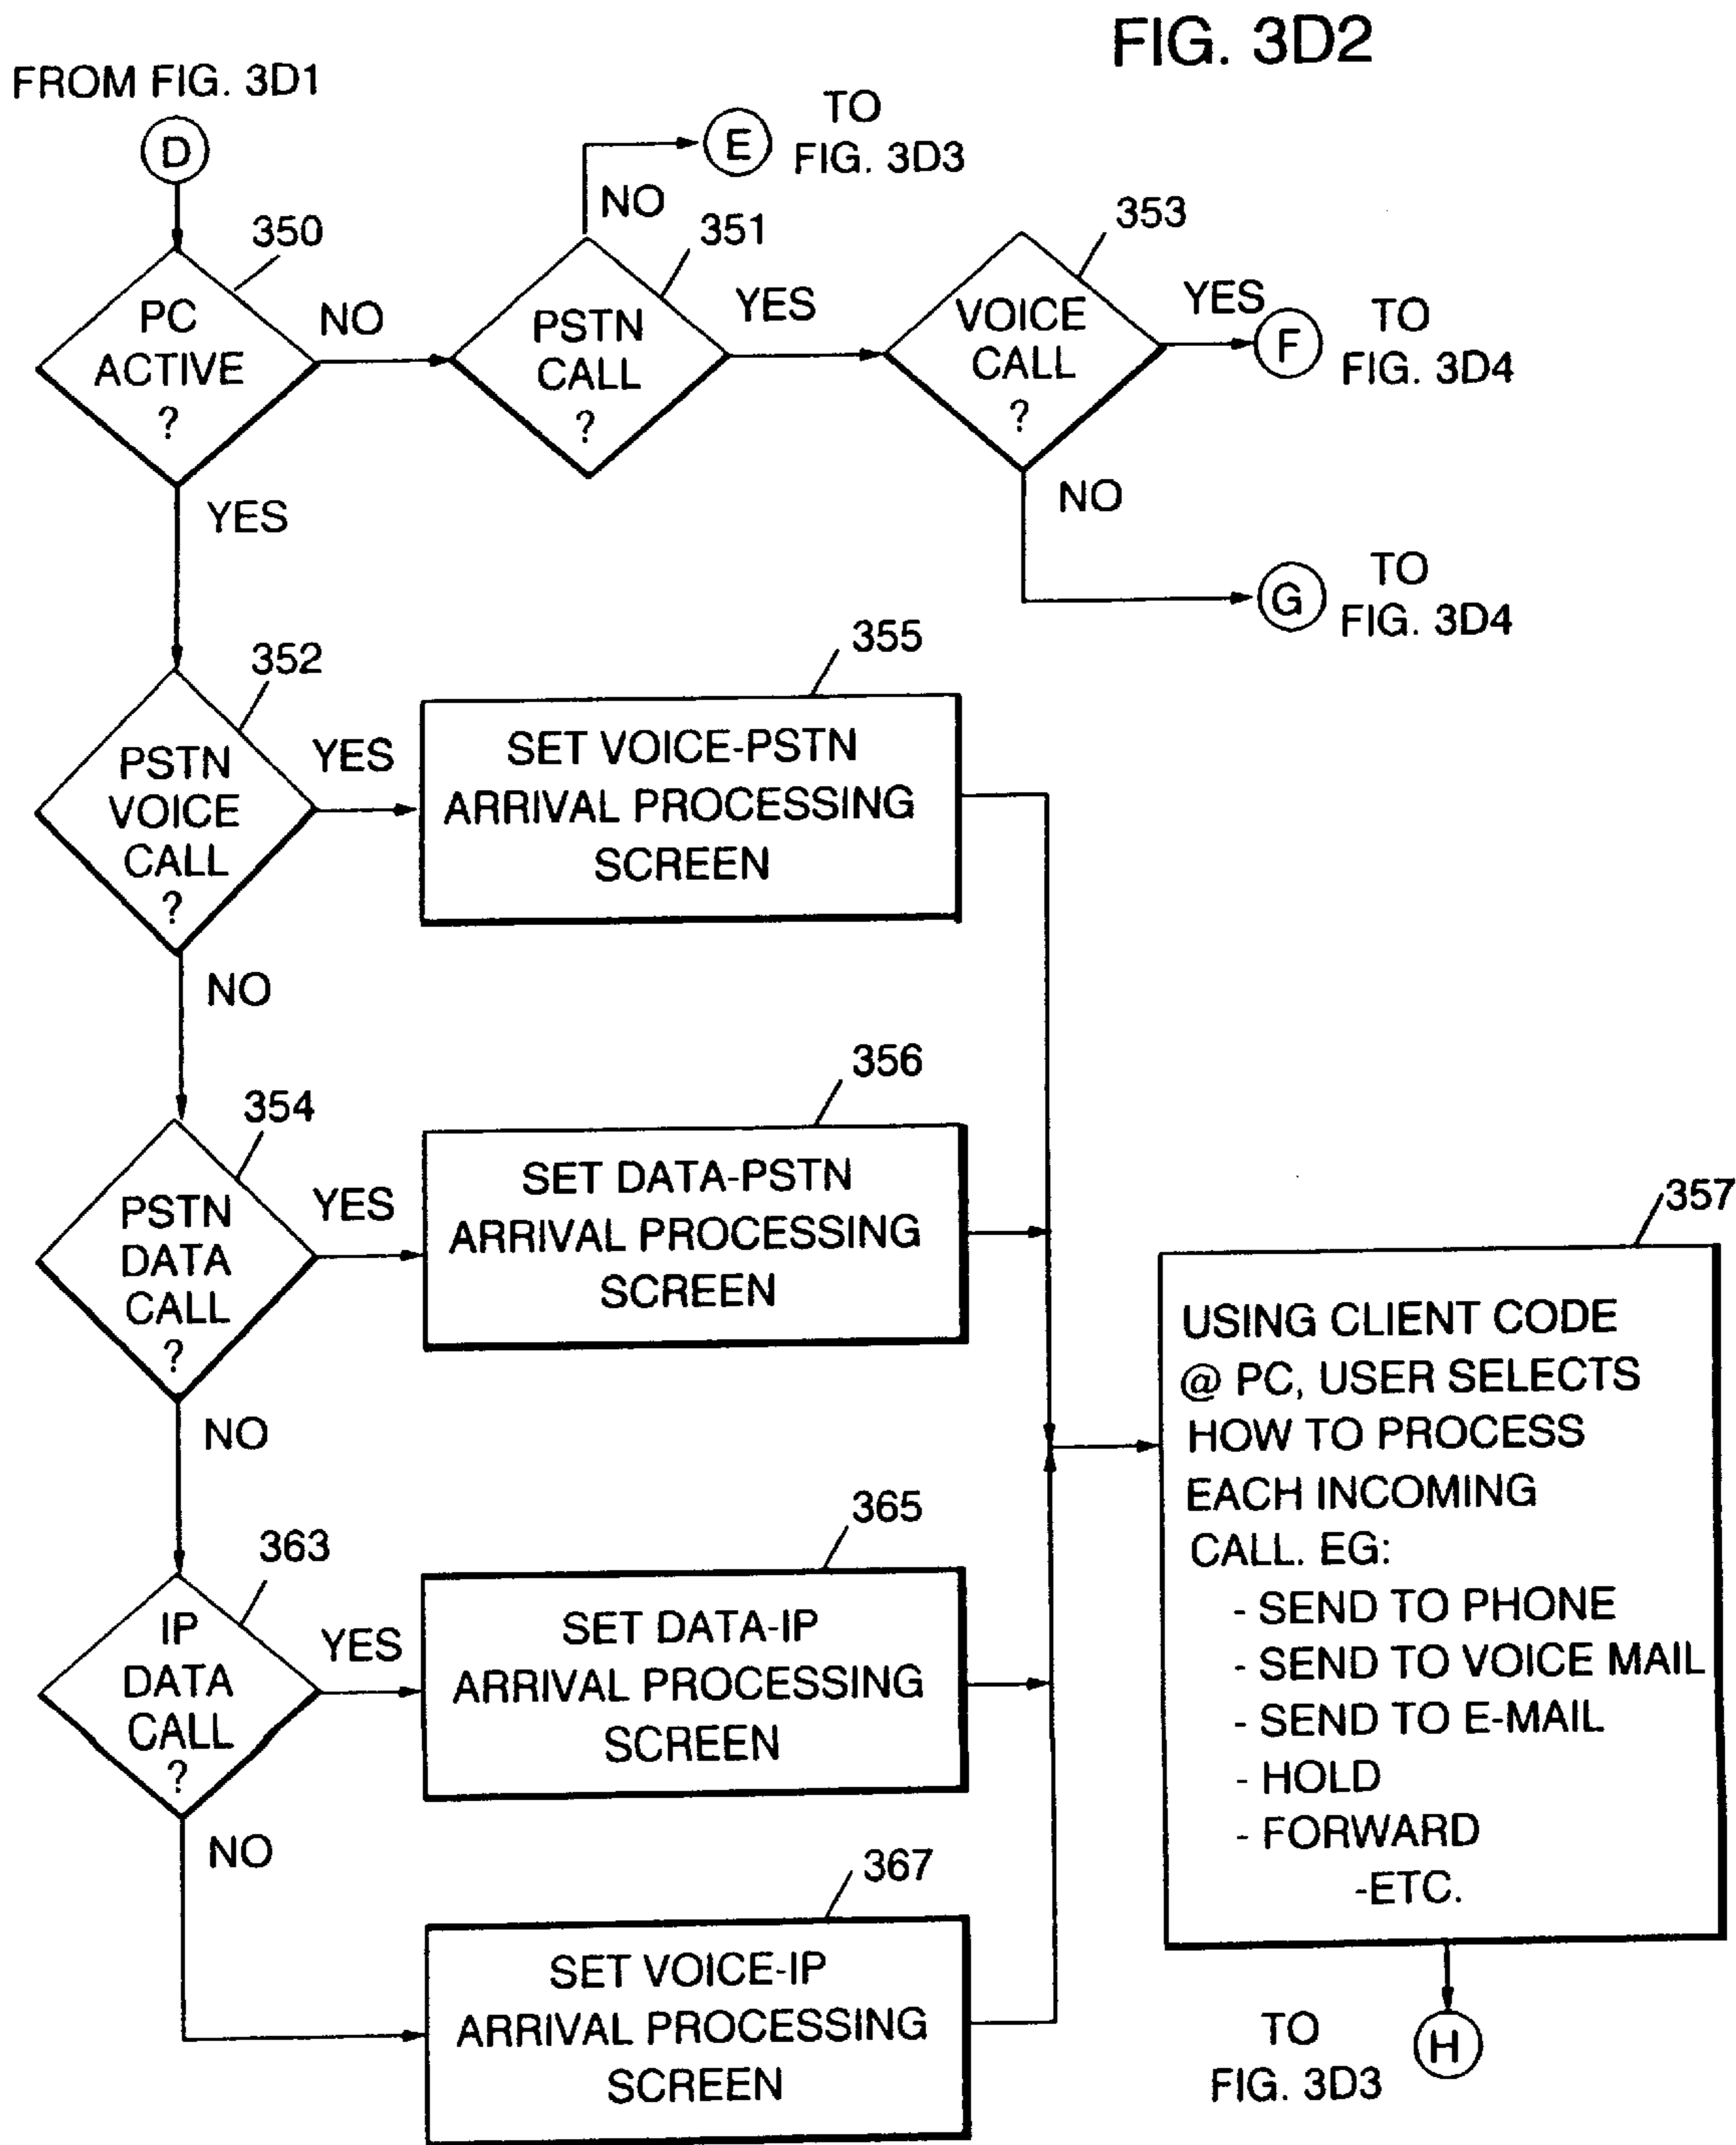 FIG. 3D2
FROM FIG. 3D1
D
TO
FIG. 3D3
E
NO
350
351
353
PC
ACTIVE
?
NO
PSTN
CALL
?
YES
VOICE
CALL
?
YES
F
TO
FIG. 3D4
YES
NO
G
TO
FIG. 3D4
352
PSTN
VOICE
CALL
?
YES
355
SET VOICE-PSTN
ARRIVAL PROCESSING
SCREEN
NO
354
PSTN
DATA
CALL
?
YES
356
SET DATA-PSTN
ARRIVAL PROCESSING
SCREEN
NO
363
IP
DATA
CALL
?
YES
365
SET DATA-IP
ARRIVAL PROCESSING
SCREEN
NO
367
SET VOICE-IP
ARRIVAL PROCESSING
SCREEN
357
USING CLIENT CODE
@ PC, USER SELECTS
HOW TO PROCESS
EACH INCOMING
CALL. EG:
- SEND TO PHONE
- SEND TO VOICE MAIL
- SEND TO E-MAIL
- HOLD
- FORWARD
-ETC.
TO
FIG. 3D3
H